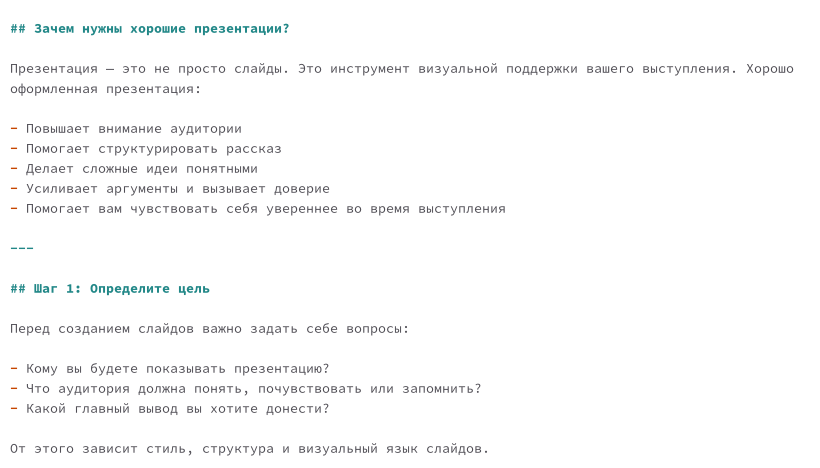 ## Зачем нужны хорошие презентации?
Презентация — это не просто слайды. Это инструмент визуальной поддержки вашего выступления. Хорошо
оформленная презентация:
- Повышает внимание аудитории
- Помогает структурировать рассказ
- Делает сложные идеи понятными
- Усиливает аргументы и вызывает доверие
- Помогает вам чувствовать себя увереннее во время выступления
---
## Шаг 1: Определите цель
Перед созданием слайдов важно задать себе вопросы:
- Кому вы будете показывать презентацию?
- Что аудитория должна понять, почувствовать или запомнить?
- Какой главный вывод вы хотите донести?
От этого зависит стиль, структура и визуальный язык слайдов.